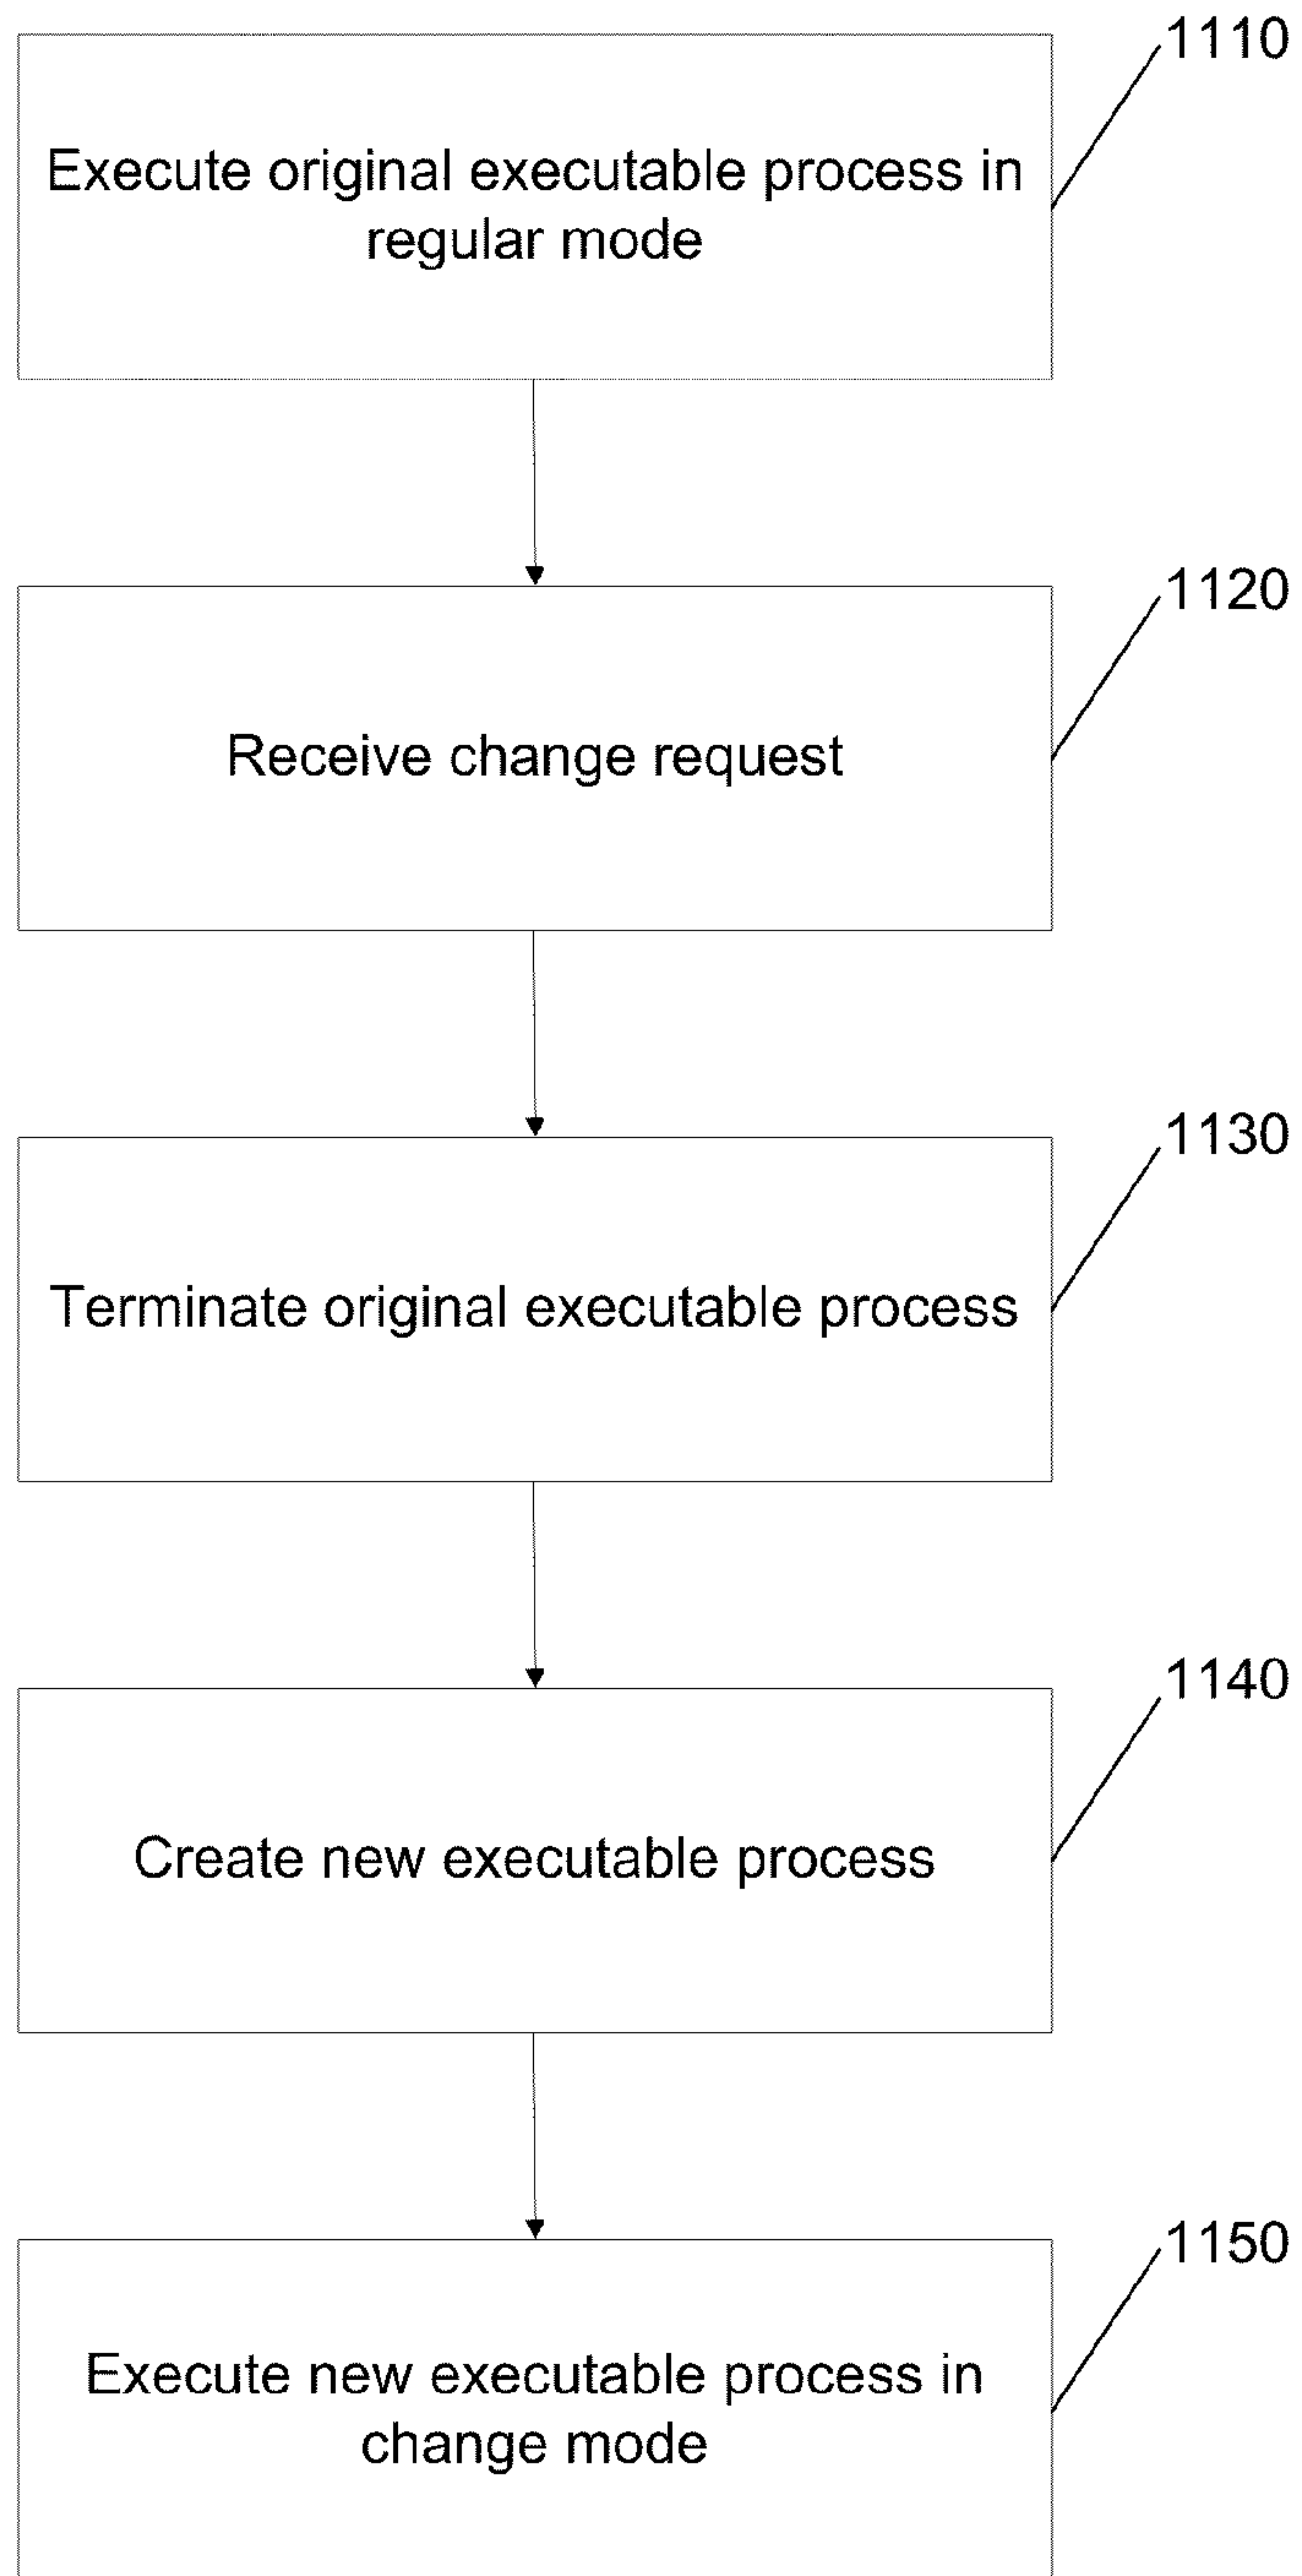 1110
Execute original executable process in
regular mode
1120
Receive change request
1130
Terminate original executable process
1140
Create new executable process
1150
Execute new executable process in
change mode